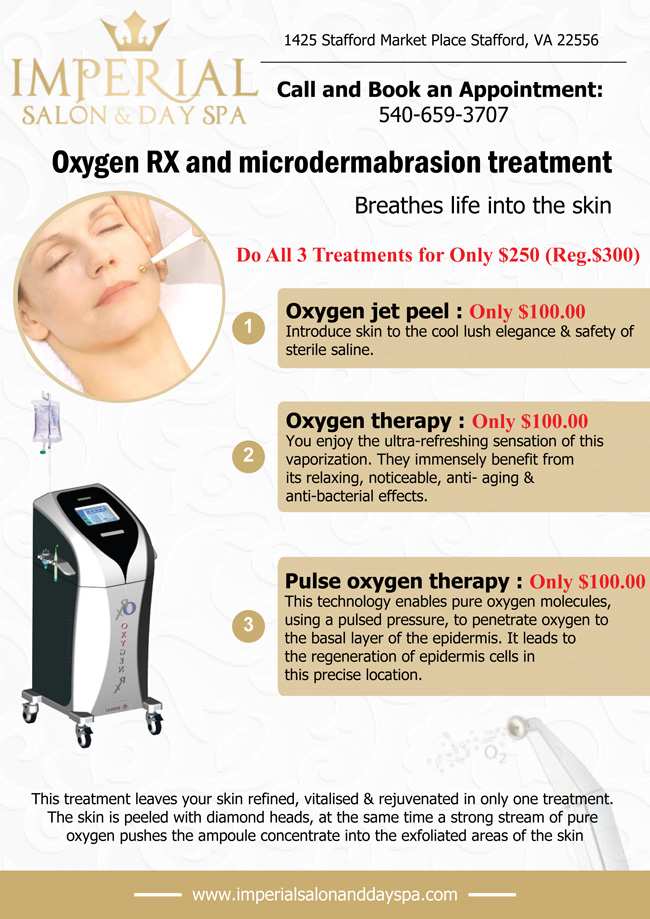 IMPERIAL
SALON & DAY SPA
1425 Stafford Market Place Stafford, VA 22556
Call and Book an Appointment:
540-659-3707
Oxygen RX and microdermabrasion treatment
Breathes life into the skin
Do All 3 Treatments for Only $250 (Reg.$300)
1
Oxygen jet peel : Only $100.00
Introduce skin to the cool lush elegance & safety of
sterile saline.
2
Oxygen therapy : Only $100.00
You enjoy the ultra-refreshing sensation of this
vaporization. They immensely benefit from
its relaxing, noticeable, anti- aging &
anti-bacterial effects.
3
Pulse oxygen therapy : Only $100.00
This technology enables pure oxygen molecules,
using a pulsed pressure, to penetrate oxygen to
the basal layer of the epidermis. It leads to
the regeneration of epidermis cells in
this precise location.
OXYGEN RX
O2
This treatment leaves your skin refined, vitalised & rejuvenated in only one treatment.
The skin is peeled with diamond heads, at the same time a strong stream of pure
oxygen pushes the ampoule concentrate into the exfoliated areas of the skin
www.imperialsalonanddayspa.com